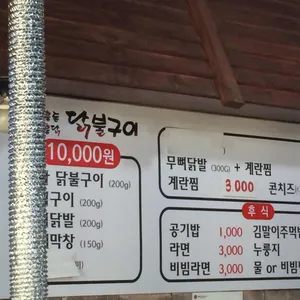 닭불구이
10,000원
닭불구이 (200g)
구이 (200g)
닭발 (200g)
막창 (150g)
무뼈닭발 (300G) + 계란찜
계란찜 3000 콘치즈
후식
공기밥 1,000 김말이주먹밥
라면 3,000 누룽지
비빔라면 3,000 물 or 비빔